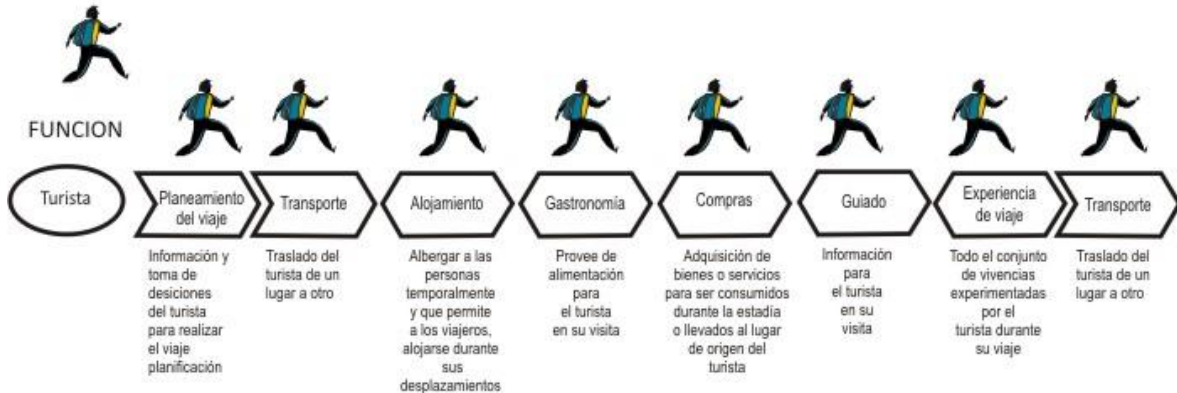 FUNCION
Turista
Planeamiento
del viaje
Información y
toma de
desiciones
del turista
para realizar
el viaje
planificación
Transporte
Traslado del
turista de un
lugar a otro
Alojamiento
Albergar a las
personas
temporalmente
y que permite
a los viajeros,
alojarse durante
sus
desplazamientos
Gastronomía
Provee de
alimentación
para
el turista
en su visita
Compras
Adquisición de
bienes o servicios
para ser consumidos
durante la estadía
o llevados al lugar
de origen del
turista
Guiado
Información
para
el turista
en su
visita
Experiencia
de viaje
Todo el conjunto
de vivencias
experimentadas
por el
turista durante
su viaje
Transporte
Traslado del
turista de un
lugar a otro